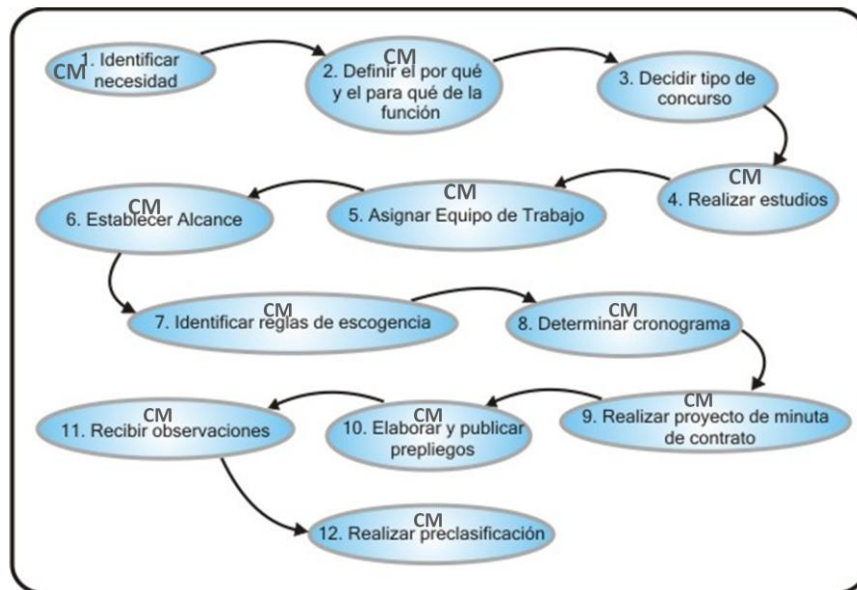 1. Identificar
CM necesidad
CM
2. Definir el por qué
y el para qué de la
función
3. Decidir tipo de
concurso
CM
4. Realizar estudios
CM
5. Asignar Equipo de Trabajo
CM
6. Establecer Alcance
CM
7. Identificar reglas de escogencia
CM
8. Determinar cronograma
CM
9. Realizar proyecto de minuta
de contrato
CM
10. Elaborar y publicar
prepliegos
CM
11. Recibir observaciones
CM
12. Realizar preclasificación